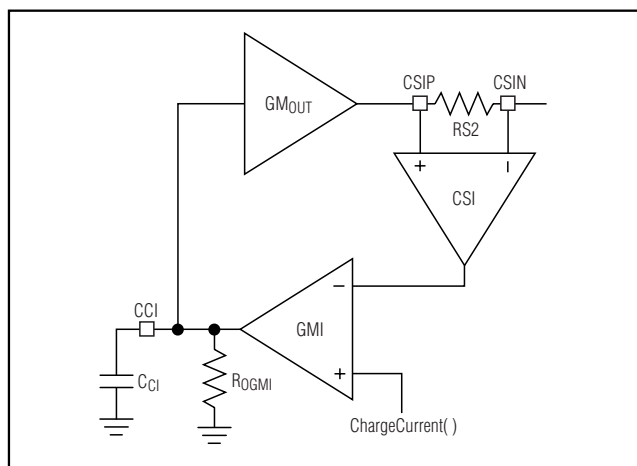 GMOUT
CSIP
CSIN
RS2
+
–
CSI
CCI
–
GMI
+
CCI
ROGMI
ChargeCurrent( )